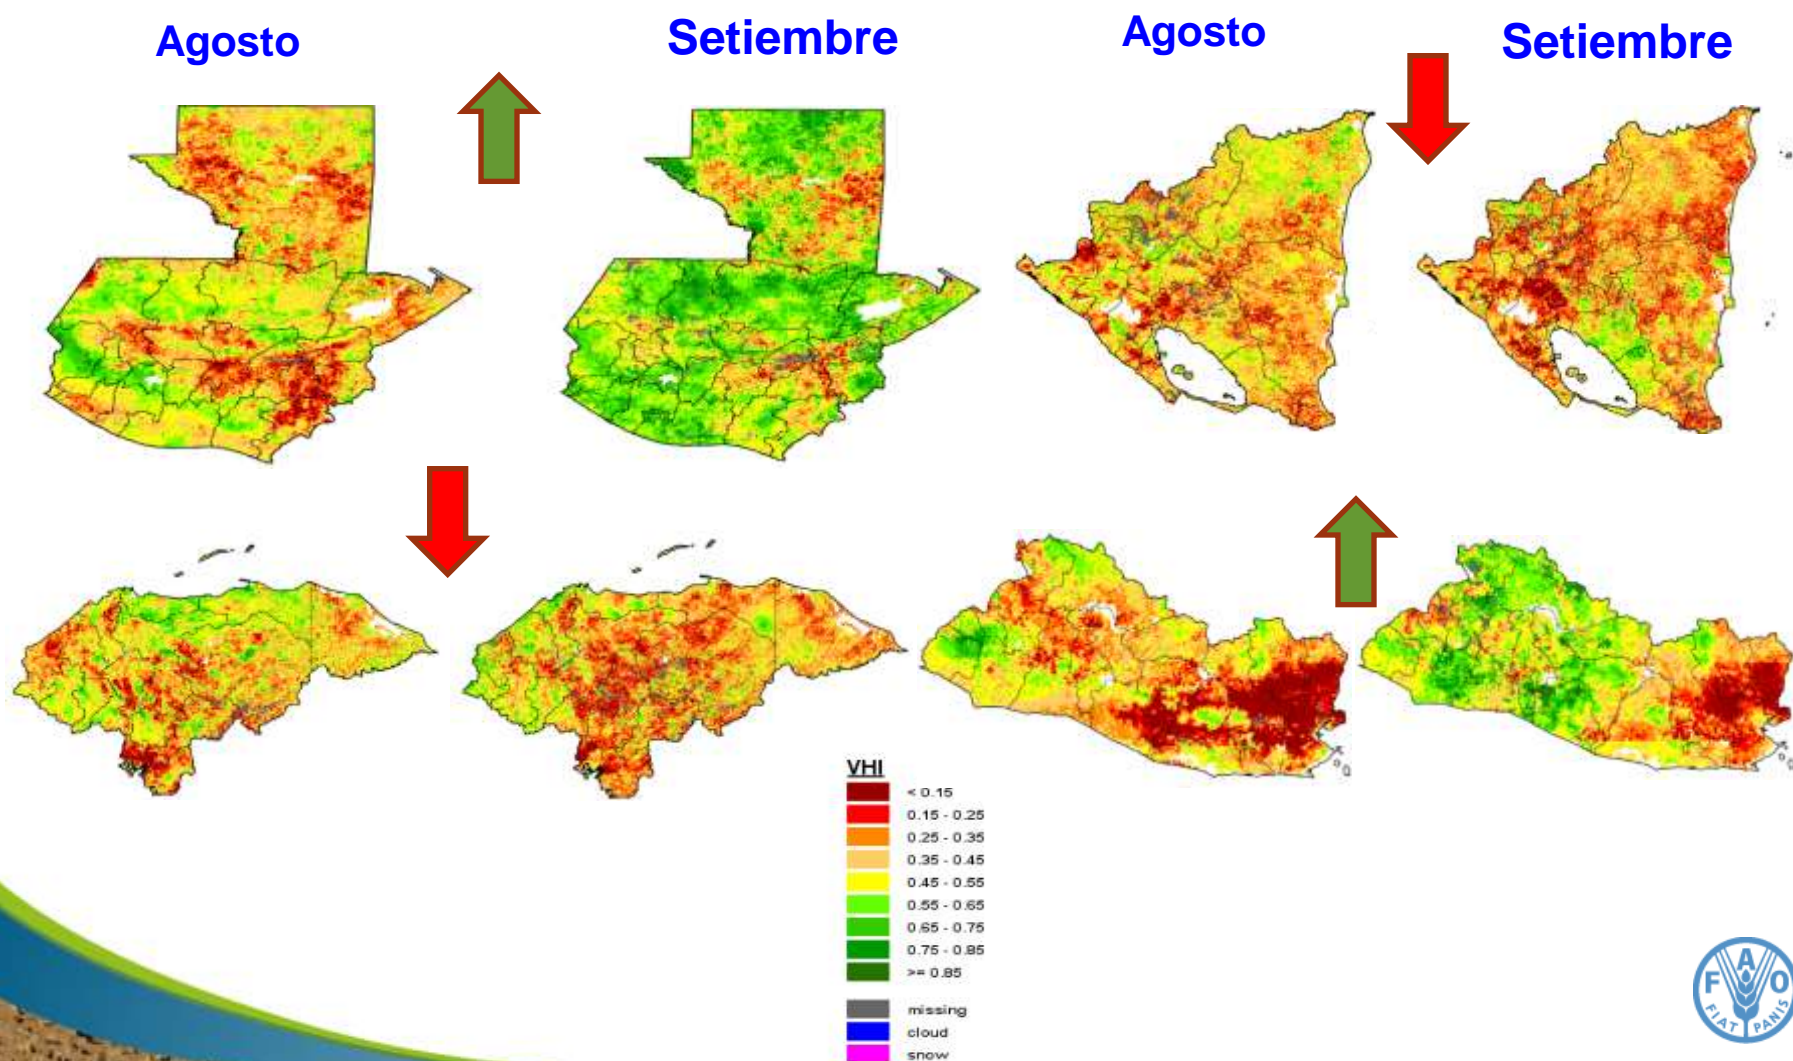 Agosto
Setiembre
Agosto
Setiembre
VHI
< 0.15
0.15 - 0.25
0.25 - 0.35
0.35 - 0.45
0.45 - 0.55
0.55 - 0.65
0.65 - 0.75
0.75 - 0.85
>= 0.85
missing
cloud
snow
F A O
FIAT PANIS